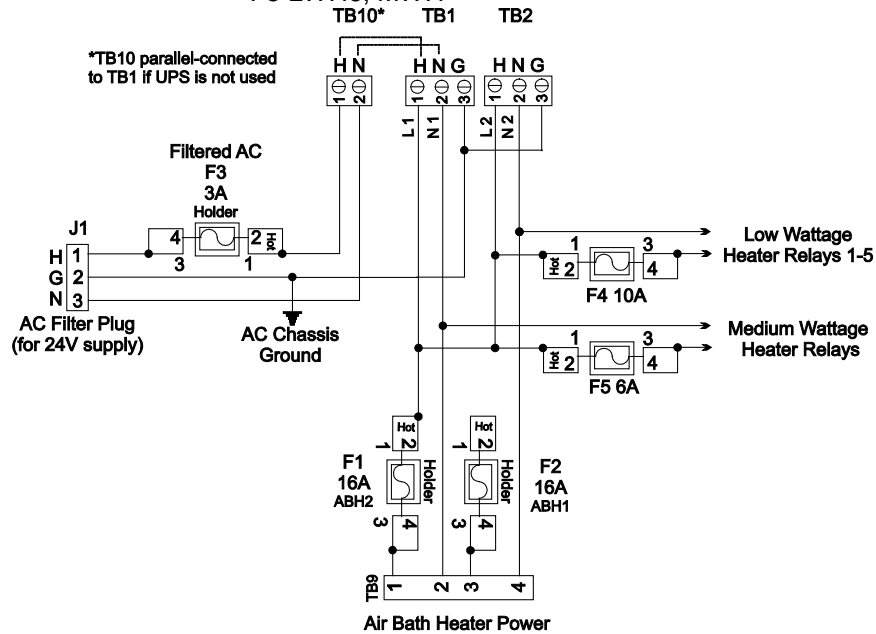 TB10* TB1 TB2
*TB10 parallel-connected
to TB1 if UPS is not used
H N H N G H N G
1 2 1 2 3 1 2 3
L1 N1 L2 N2
Filtered AC
F3
3A
Holder
J1
4 2 Hot
3 1
H 1
G 2
N 3
AC Filter Plug
(for 24V supply)
AC Chassis
Ground
Low Wattage
Heater Relays 1-5
1 3
Hot 2 4
F4 10A
Medium Wattage
Heater Relays
1 3
Hot 2 4
F5 6A
Hot Hot
1 2 1 2
F1
16A
ABH2
Holder
Holder
F2
16A
ABH1
3 4 3 4
TB9 1 2 3 4
Air Bath Heater Power